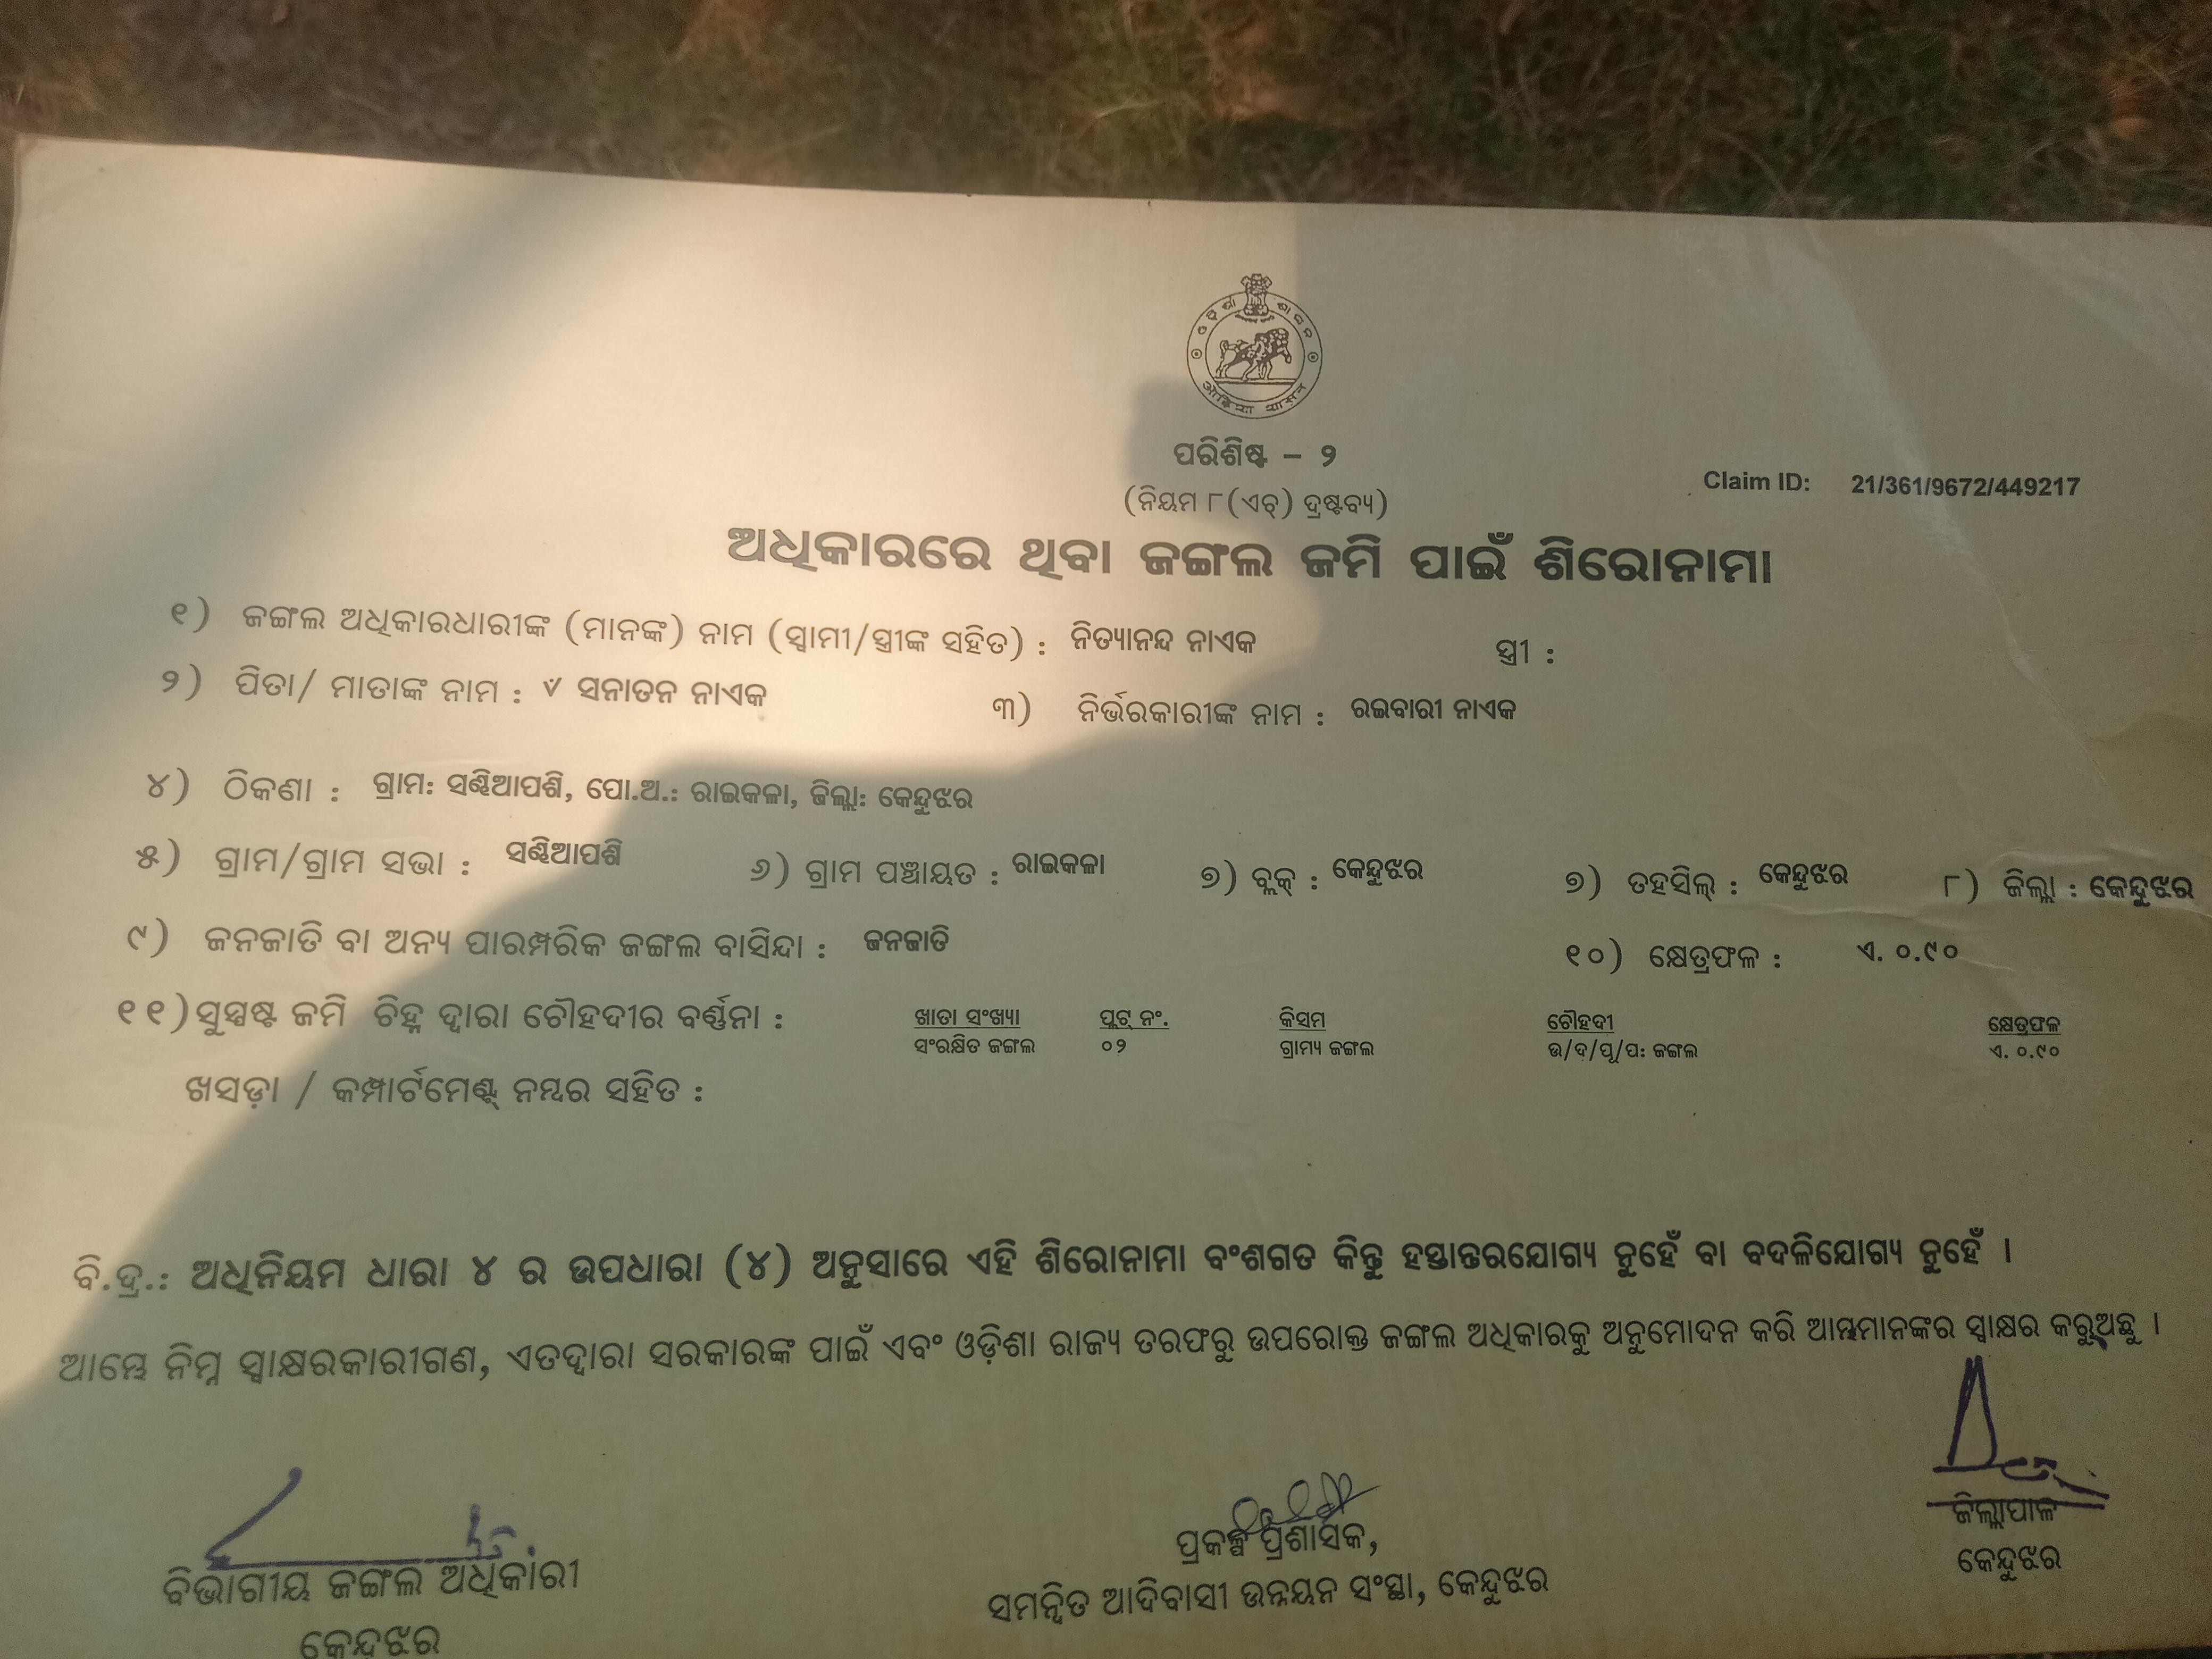 ଓଡ଼ିଶା ଶାସନ
ओड़िशा शासन
ପରିଶିଷ୍ଟ – ୨
(ନିୟମ ୮(ଏଚ୍) ଦ୍ରଷ୍ଟବ୍ୟ)
Claim ID: 21/361/9672/449217
ଅଧିକାରରେ ଥିବା ଜଙ୍ଗଲ ଜମି ପାଇଁ ଶିରୋନାମା
୧) ଜଙ୍ଗଲ ଅଧିକାରଧାରୀଙ୍କ (ମାନଙ୍କ) ନାମ (ସ୍ୱାମୀ/ସ୍ତ୍ରୀଙ୍କ ସହିତ) : ନିତ୍ୟାନନ୍ଦ ନାଏକ ସ୍ତ୍ରୀ :
୨) ପିତା/ ମାତାଙ୍କ ନାମ : ସନାତନ ନାଏକ ୩) ନିର୍ଭରକାରୀଙ୍କ ନାମ : ରଇବାରୀ ନାଏକ
୪) ଠିକଣା : ଗ୍ରାମ: ସଣ୍ଢିଆପଶି, ପୋ.ଅ.: ରାଇକଳା, ଜିଲ୍ଲା: କେନ୍ଦୁଝର
୫) ଗ୍ରାମ/ଗ୍ରାମ ସଭା : ସଣ୍ଢିଆପଶି ୬) ଗ୍ରାମ ପଞ୍ଚାୟତ : ରାଇକଳା ୭) ବ୍ଲକ୍ : କେନ୍ଦୁଝର ୭) ତହସିଲ୍ : କେନ୍ଦୁଝର ୮) ଜିଲ୍ଲା : କେନ୍ଦୁଝର
୯) ଜନଜାତି ବା ଅନ୍ୟ ପାରମ୍ପରିକ ଜଙ୍ଗଲ ବାସିନ୍ଦା : ଜନଜାତି ୧୦) କ୍ଷେତ୍ରଫଳ : ଏ. ୦.୯୦
୧୧) ସୁସ୍ପଷ୍ଟ ଜମି ଚିହ୍ନ ଦ୍ୱାରା ଚୌହଦୀର ବର୍ଣ୍ଣନା : ଖାତା ସଂଖ୍ୟା ପ୍ଲଟ୍ ନଂ. କିସମ ଚୌହଦୀ କ୍ଷେତ୍ରଫଳ
ସଂରକ୍ଷିତ ଜଙ୍ଗଲ ୦୨ ଗ୍ରାମ୍ୟ ଜଙ୍ଗଲ ଉ/ଦ/ପୂ/ପ: ଜଙ୍ଗଲ ଏ. ୦.୯୦
ଖସଡ଼ା / କମ୍ପାର୍ଟମେଣ୍ଟ୍ ନମ୍ବର ସହିତ :
ବି.ଦ୍ର.: ଅଧିନିୟମ ଧାରା ୪ ର ଉପଧାରା (୪) ଅନୁସାରେ ଏହି ଶିରୋନାମା ବଂଶଗତ କିନ୍ତୁ ହସ୍ତାନ୍ତରଯୋଗ୍ୟ ନୁହେଁ ବା ବଦଳିଯୋଗ୍ୟ ନୁହେଁ ।
ଆମ୍ଭେ ନିମ୍ନ ସ୍ୱାକ୍ଷରକାରୀଗଣ, ଏତଦ୍ୱାରା ସରକାରଙ୍କ ପାଇଁ ଏବଂ ଓଡ଼ିଶା ରାଜ୍ୟ ତରଫରୁ ଉପରୋକ୍ତ ଜଙ୍ଗଲ ଅଧିକାରକୁ ଅନୁମୋଦନ କରି ଆମ୍ଭମାନଙ୍କର ସ୍ୱାକ୍ଷର କରୁଅଛୁ ।
ବିଭାଗୀୟ ଜଙ୍ଗଲ ଅଧିକାରୀ
କେନ୍ଦୁଝର
ପ୍ରକଳ୍ପ ପ୍ରଶାସକ,
ସମନ୍ୱିତ ଆଦିବାସୀ ଉନ୍ନୟନ ସଂସ୍ଥା, କେନ୍ଦୁଝର
ଜିଲ୍ଲାପାଳ
କେନ୍ଦୁଝର